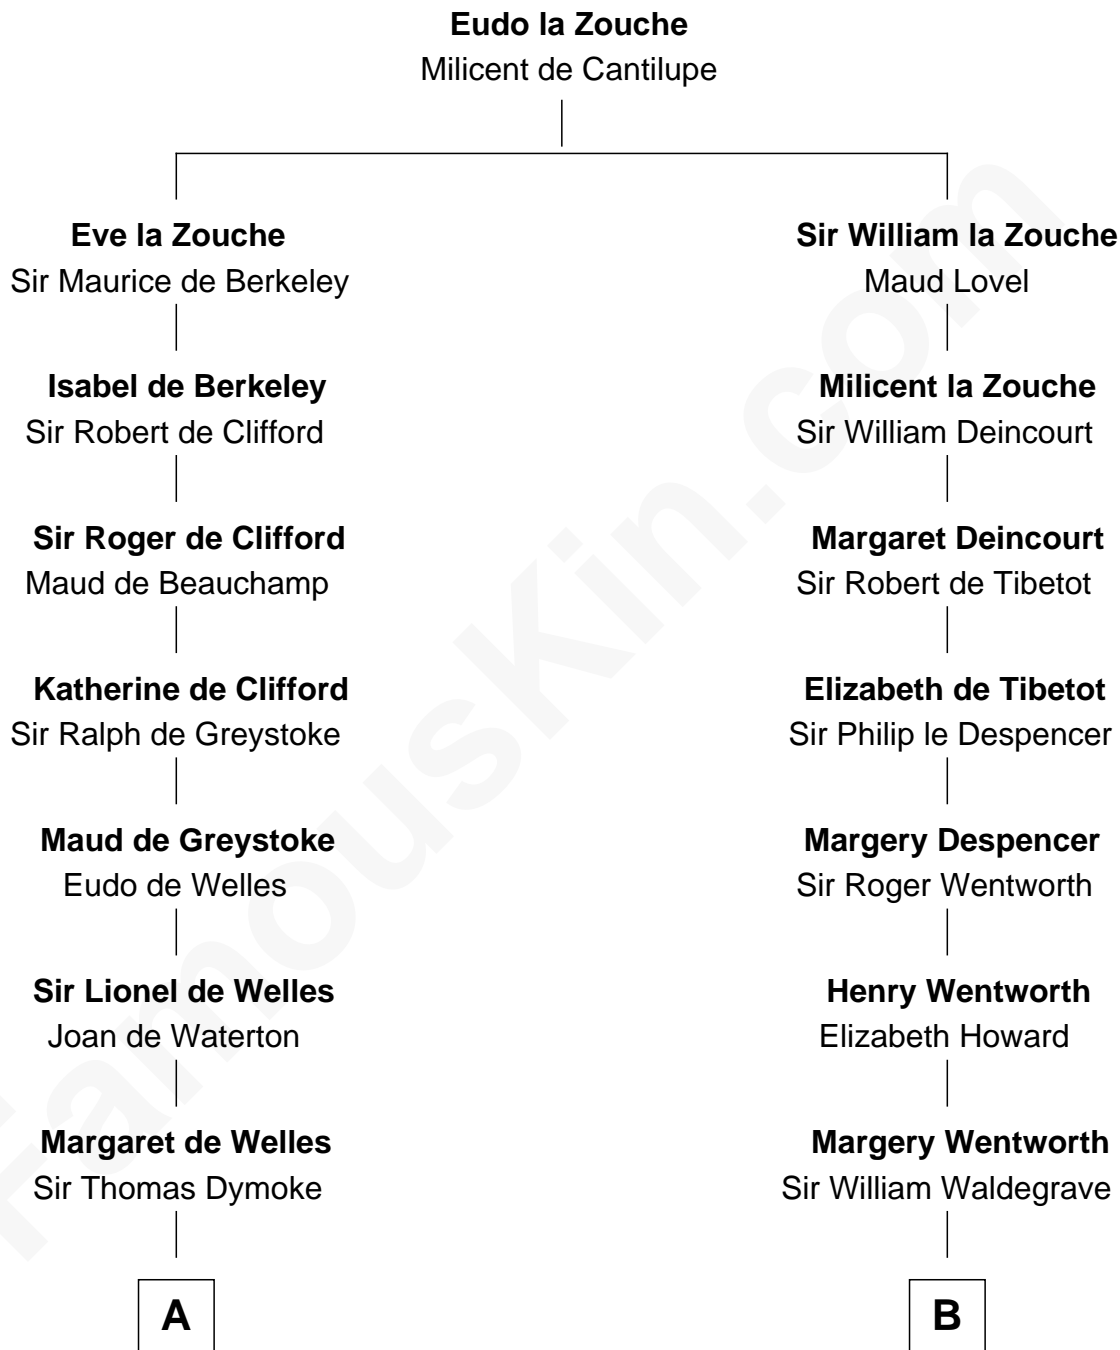 Eudo la Zouche
Milicent de Cantilupe
Eve la Zouche
Sir Maurice de Berkeley
Isabel de Berkeley
Sir Robert de Clifford
Sir Roger de Clifford
Maud de Beauchamp
Katherine de Clifford
Sir Ralph de Greystoke
Maud de Greystoke
Eudo de Welles
Sir Lionel de Welles
Joan de Waterton
Margaret de Welles
Sir Thomas Dymoke
A
Sir William la Zouche
Maud Lovel
Milicent la Zouche
Sir William Deincourt
Margaret Deincourt
Sir Robert de Tibetot
Elizabeth de Tibetot
Sir Philip le Despencer
Margery Despencer
Sir Roger Wentworth
Henry Wentworth
Elizabeth Howard
Margery Wentworth
Sir William Waldegrave
B
FamousKin.com